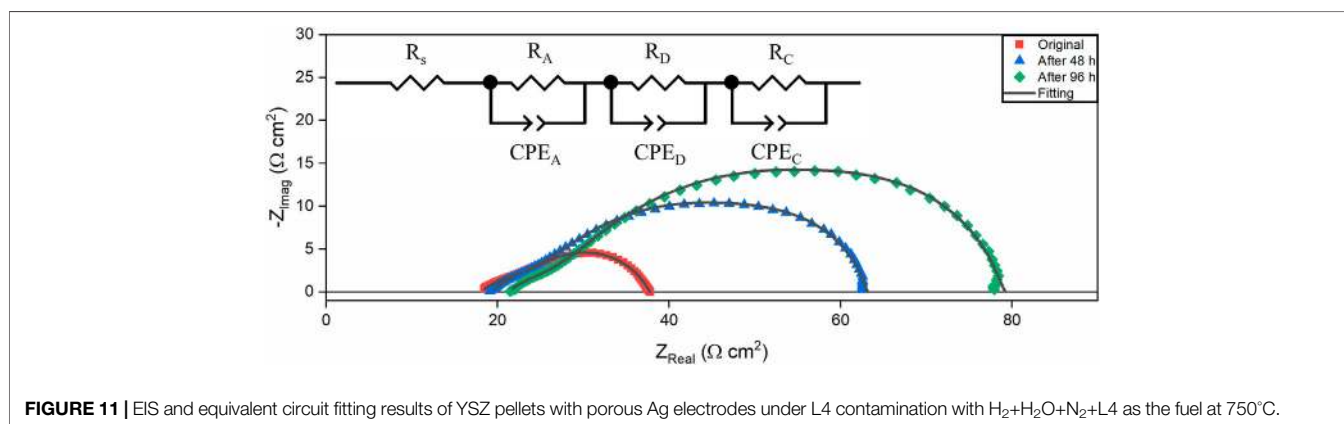 30
25
20
15
10
5
0
-Z_Imag (Ω cm²)
R_s
R_A
R_D
R_C
CPE_A
CPE_D
CPE_C
Original
After 48 h
After 96 h
Fitting
0 20 40 60 80
Z_Real (Ω cm²)
FIGURE 11 | EIS and equivalent circuit fitting results of YSZ pellets with porous Ag electrodes under L4 contamination with H₂+H₂O+N₂+L4 as the fuel at 750°C.